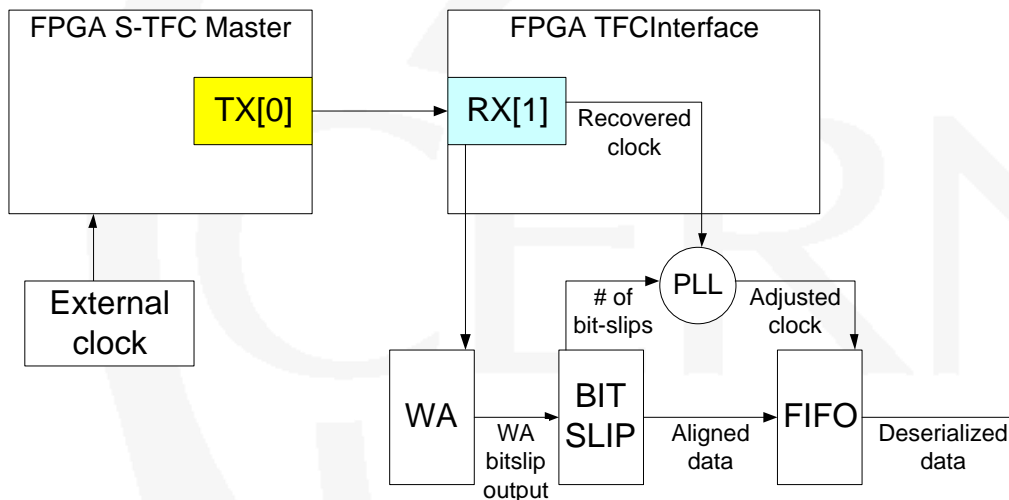 FPGA S-TFC Master
FPGA TFCInterface
TX[0]
RX[1]
Recovered
clock
External
clock
PLL
# of
bit-slips
Adjusted
clock
WA
WA
bitslip
output
BIT
SLIP
Aligned
data
FIFO
Deserialized
data
CERN